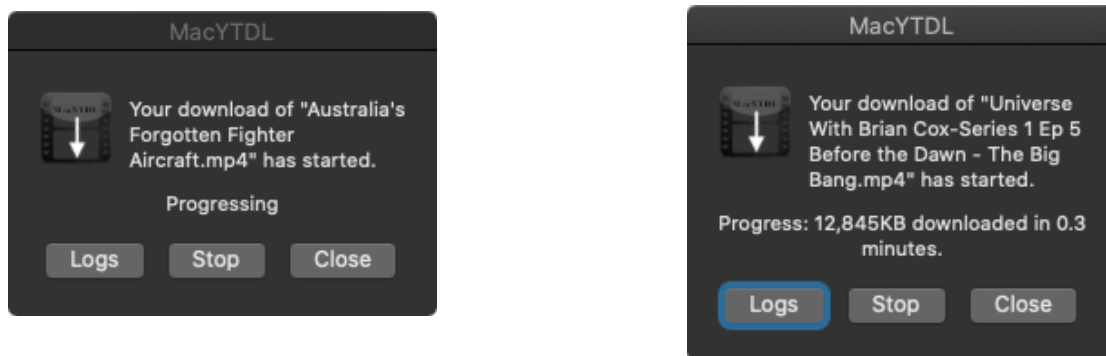 MacYTDL
MacYTDL
Your download of "Australia's
Forgotten Fighter
Aircraft.mp4" has started.
Progressing
Logs
Stop
Close
MacYTDL
MacYTDL
Your download of "Universe
With Brian Cox-Series 1 Ep 5
Before the Dawn - The Big
Bang.mp4" has started.
Progress: 12,845KB downloaded in 0.3
minutes.
Logs
Stop
Close